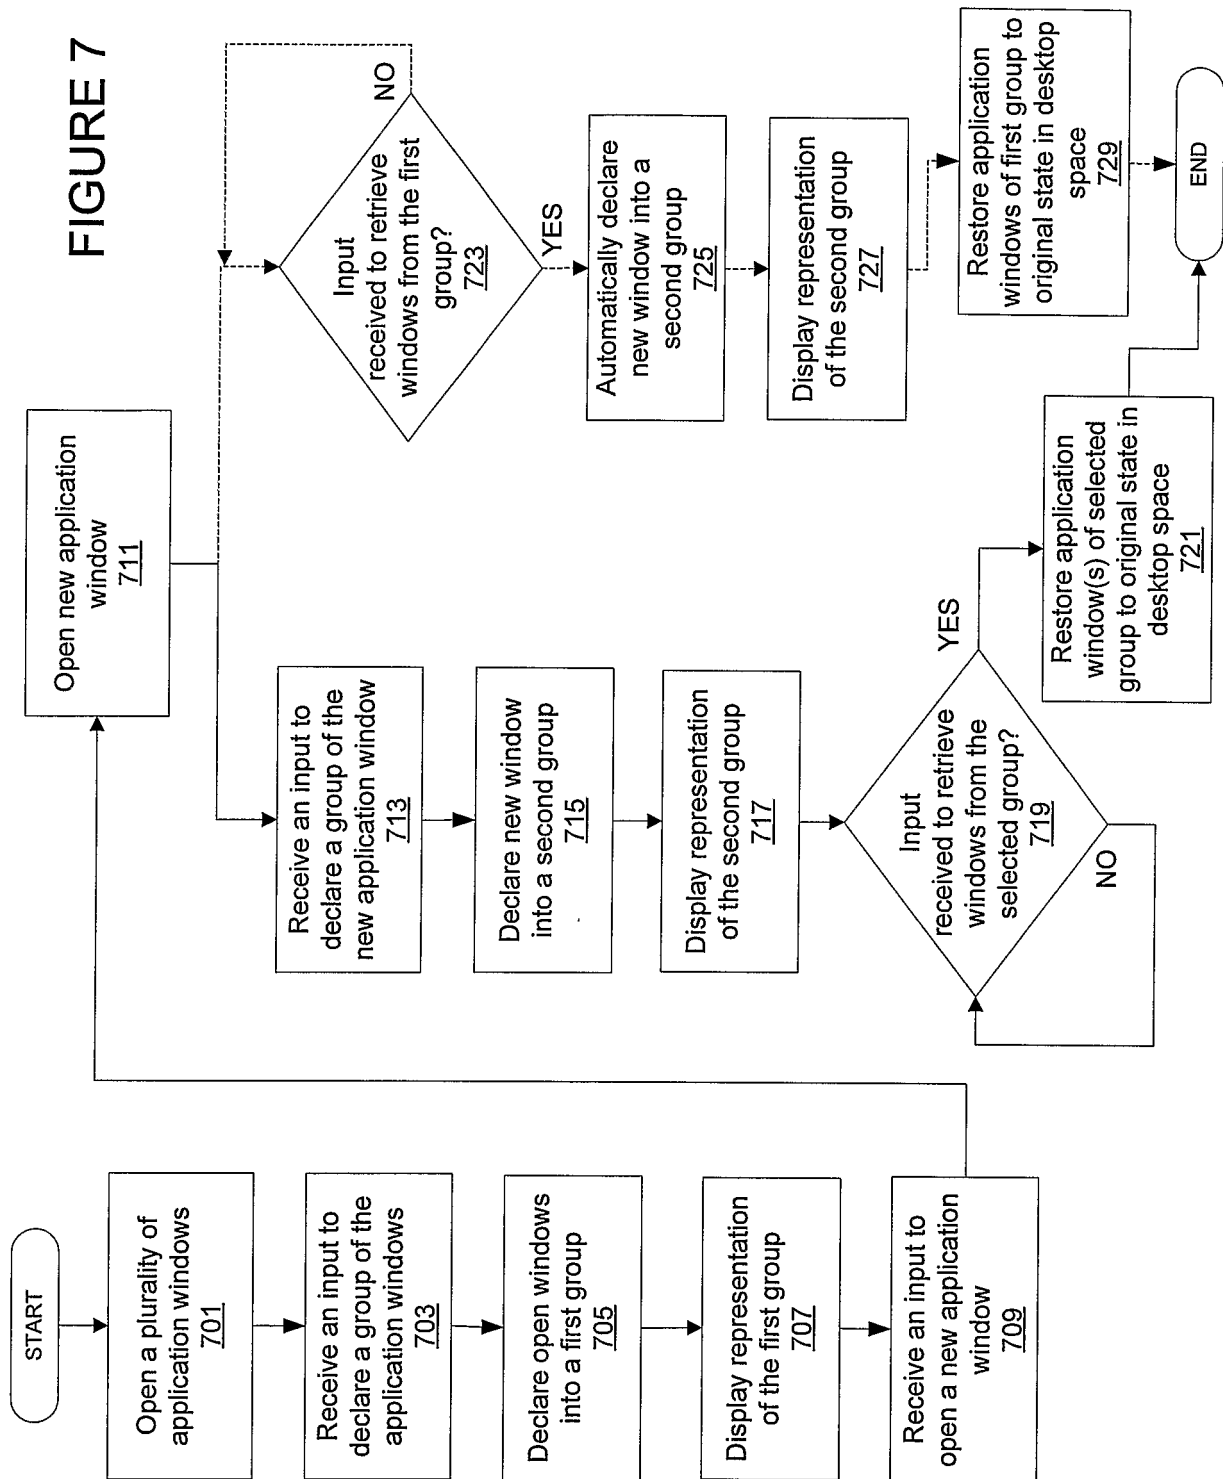 FIGURE 7
START
Open a plurality of
application windows
701
Receive an input to
declare a group of the
application windows
703
Declare open windows
into a first group
705
Display representation
of the first group
707
Receive an input to
open a new application
window
709
Open new application
window
711
Receive an input to
declare a group of the
new application window
713
Declare new window
into a second group
715
Display representation
of the second group
717
Input
received to retrieve
windows from the
selected group?
719
NO
YES
Restore application
window(s) of selected
group to original state in
desktop space
721
Input
received to retrieve
windows from the first
group?
723
NO
YES
Automatically declare
new window into a
second group
725
Display representation
of the second group
727
Restore application
windows of first group to
original state in desktop
space
729
END